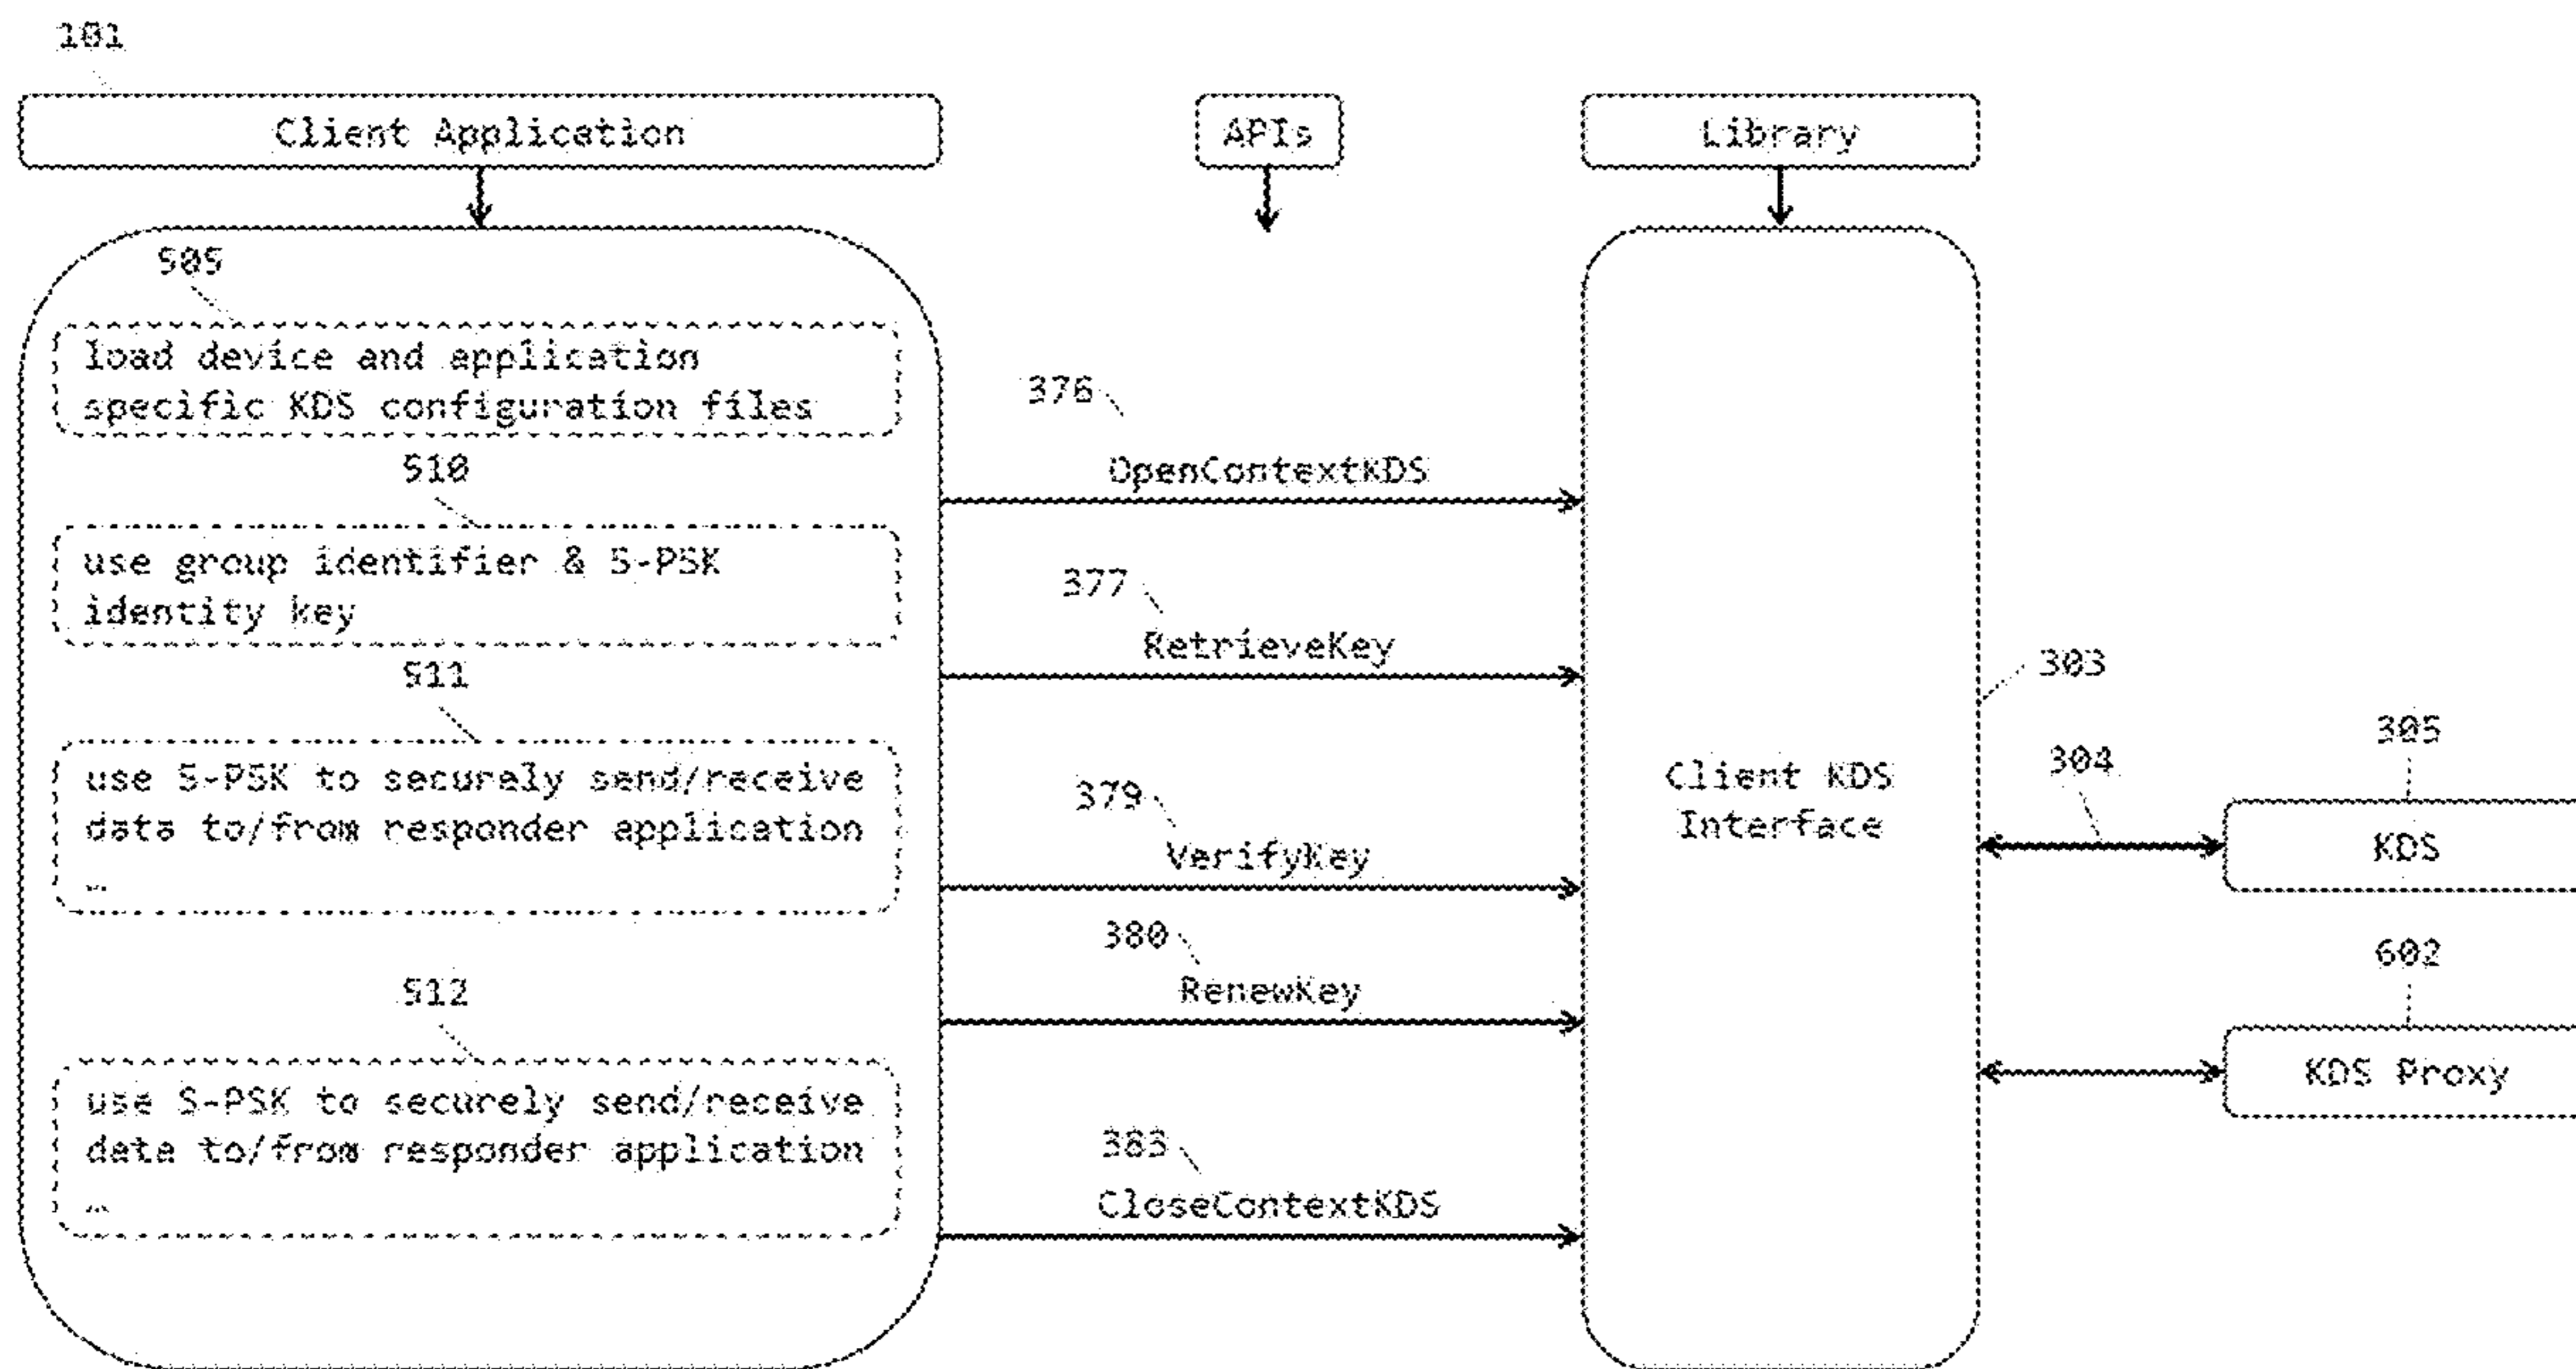 101
Client Application
APIs
Library
505
load device and application
specific KDS configuration files
510
use group identifier & S-PSK
identity key
511
use S-PSK to securely send/receive
data to/from responder application
…
512
use S-PSK to securely send/receive
data to/from responder application
…
376
OpenContextKDS
377
RetrieveKey
379
VerifyKey
380
RenewKey
383
CloseContextKDS
Client KDS
Interface
303
304
305
KDS
602
KDS Proxy